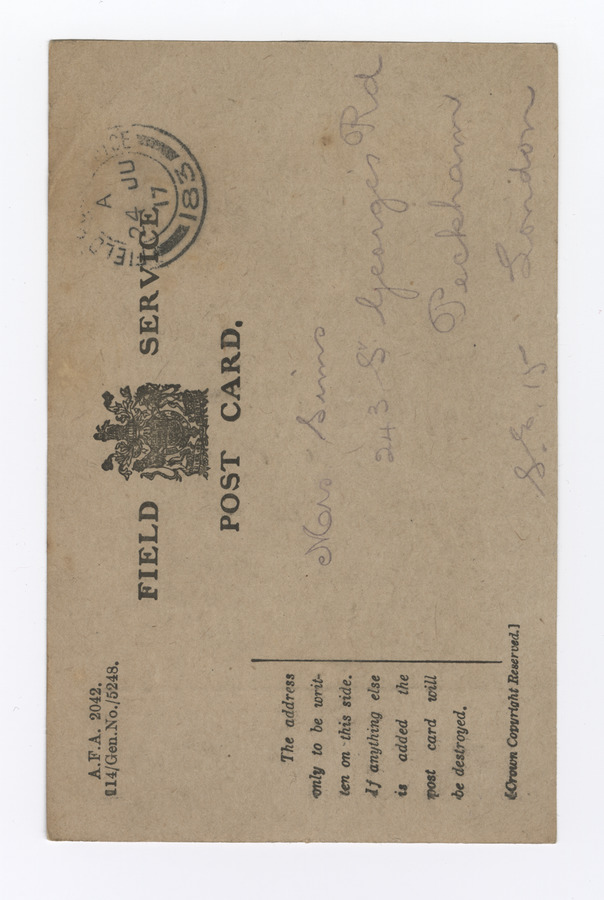 A.F.A. 2042.
114/Gen.No./5248.
FIELD SERVICE
POST CARD.
FIELD
A
24 JU
17
183
The address
only to be writ-
ten on this side.
If anything else
is added the
post card will
be destroyed.
[Crown Copyright Reserved.]
Mrs Sims
243 St Georges Rd
Peckham
S.E. 15 London